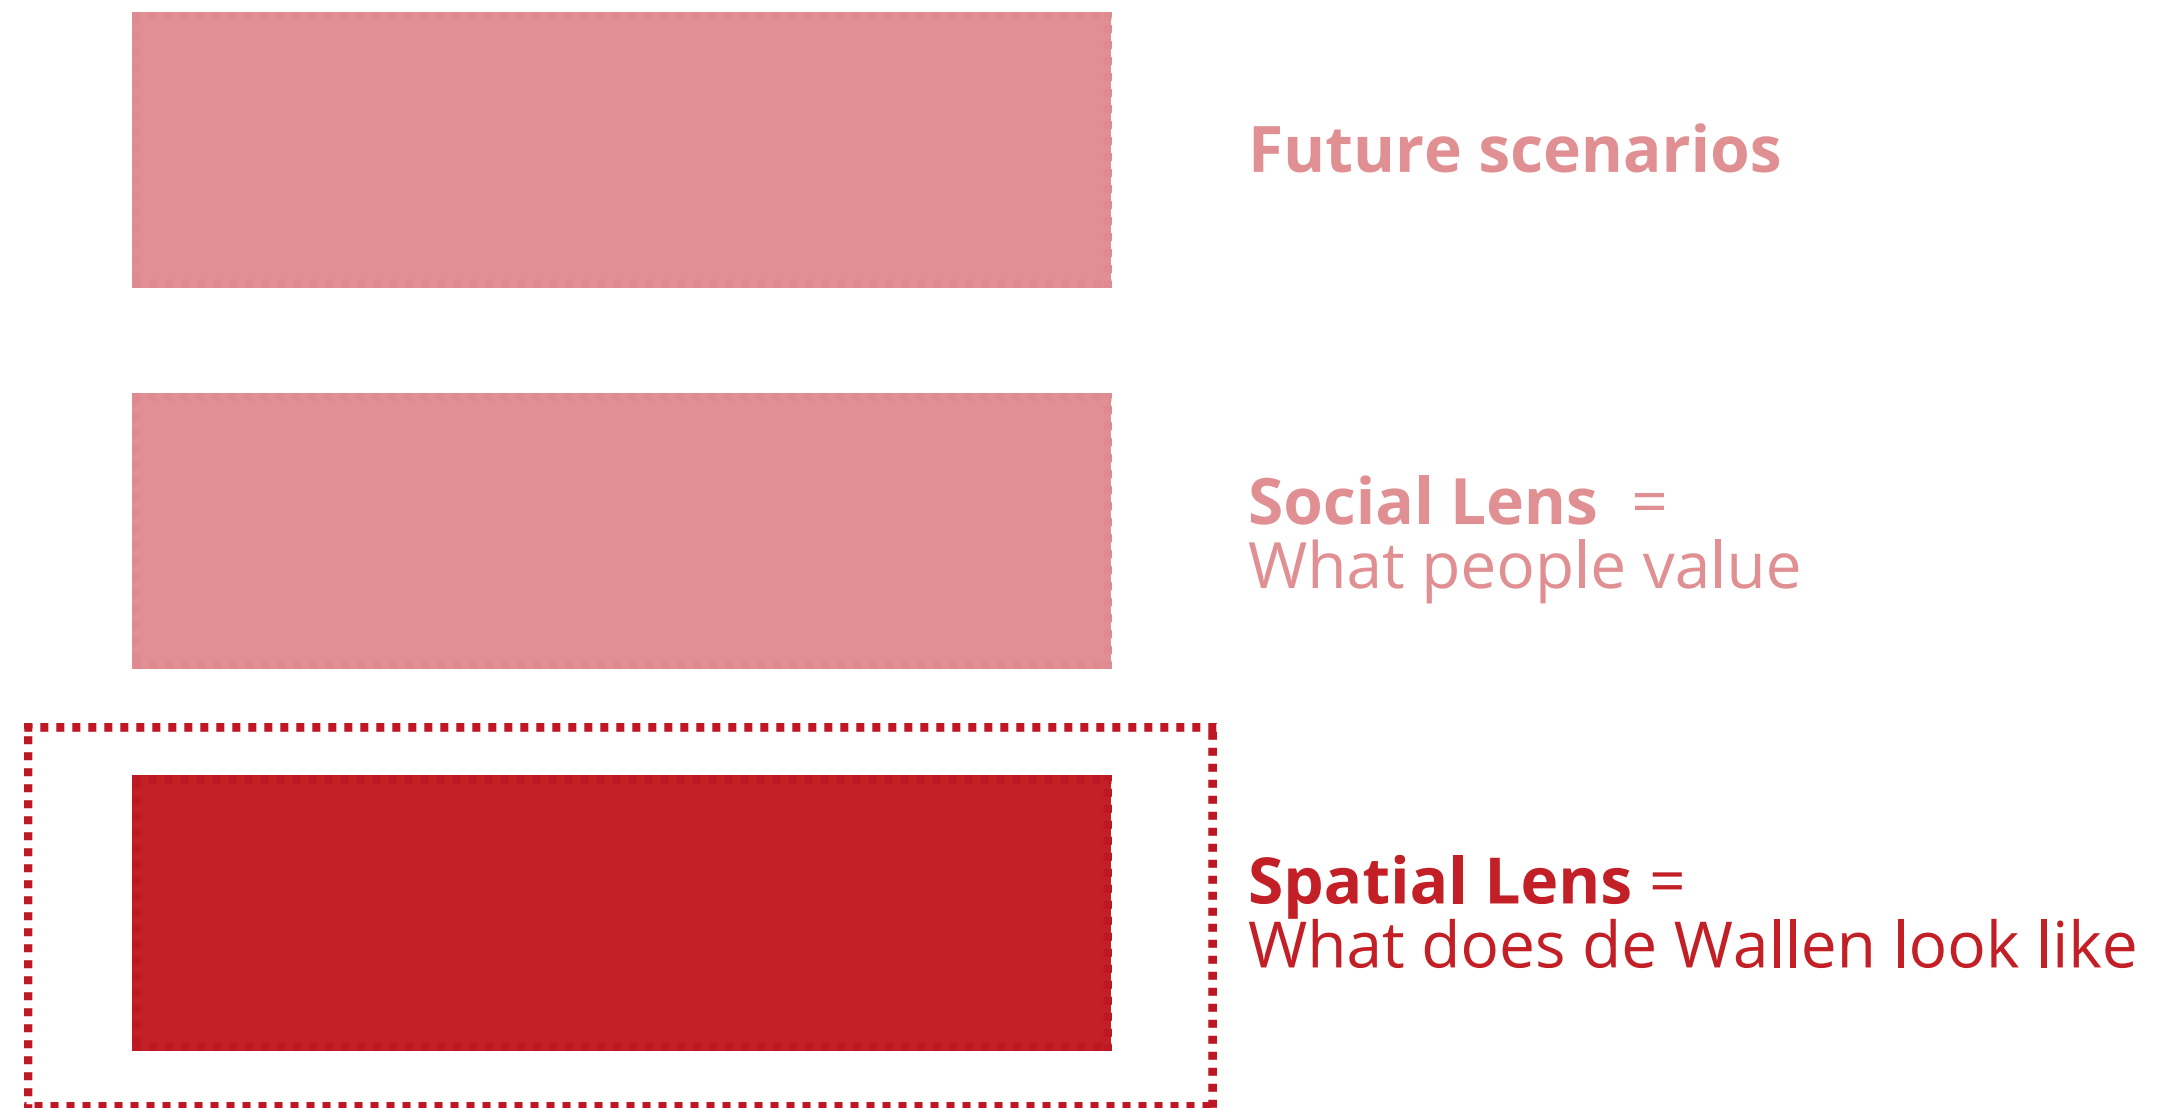 Future scenarios
Social Lens =
What people value
Spatial Lens =
What does de Wallen look like